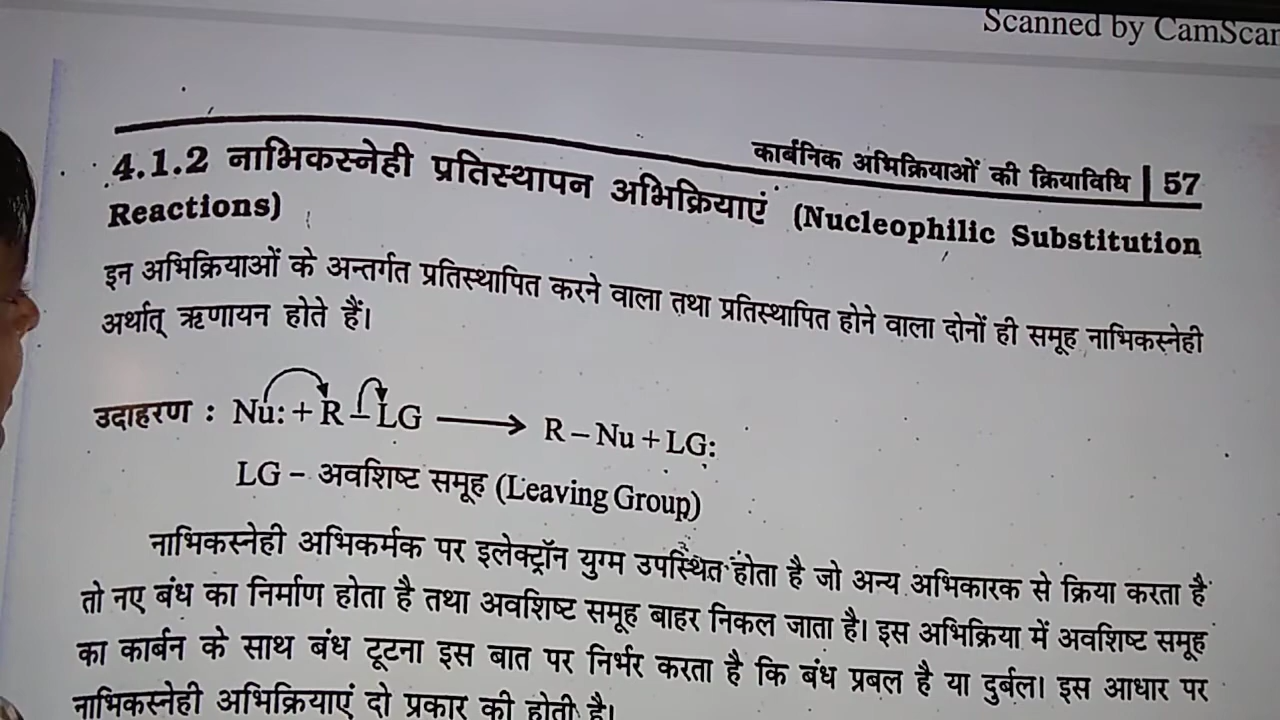 Scanned by CamScan
कार्बनिक अभिक्रियाओं की क्रियाविधि | 57
4.1.2 नाभिकस्नेही प्रतिस्थापन अभिक्रियाएं (Nucleophilic Substitution
Reactions)
इन अभिक्रियाओं के अन्तर्गत प्रतिस्थापित करने वाला तथा प्रतिस्थापित होने वाला दोनों ही समूह नाभिकस्नेही
अर्थात् ऋणायन होते हैं।
उदाहरण : Nu: + R – LG ⟶ R – Nu + LG:
LG – अवशिष्ट समूह (Leaving Group)
नाभिकस्नेही अभिकर्मक पर इलेक्ट्रॉन युग्म उपस्थित होता है जो अन्य अभिकारक से क्रिया करता है
तो नए बंध का निर्माण होता है तथा अवशिष्ट समूह बाहर निकल जाता है। इस अभिक्रिया में अवशिष्ट समूह
का कार्बन के साथ बंध टूटना इस बात पर निर्भर करता है कि बंध प्रबल है या दुर्बल। इस आधार पर
नाभिकस्नेही अभिक्रियाएं दो प्रकार की होती है।